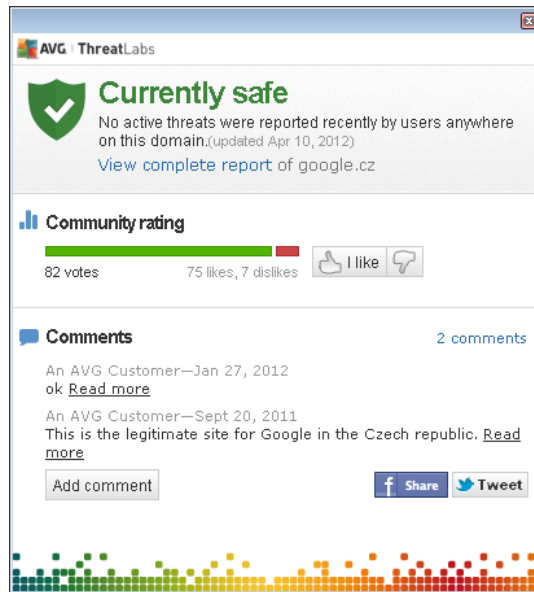 AVG ThreatLabs
Currently safe
No active threats were reported recently by users anywhere
on this domain.(updated Apr 10, 2012)
View complete report of google.cz
Community rating
82 votes 75 likes, 7 dislikes I like
Comments 2 comments
An AVG Customer—Jan 27, 2012
ok Read more
An AVG Customer—Sept 20, 2011
This is the legitimate site for Google in the Czech republic. Read
more
Add comment f Share Tweet